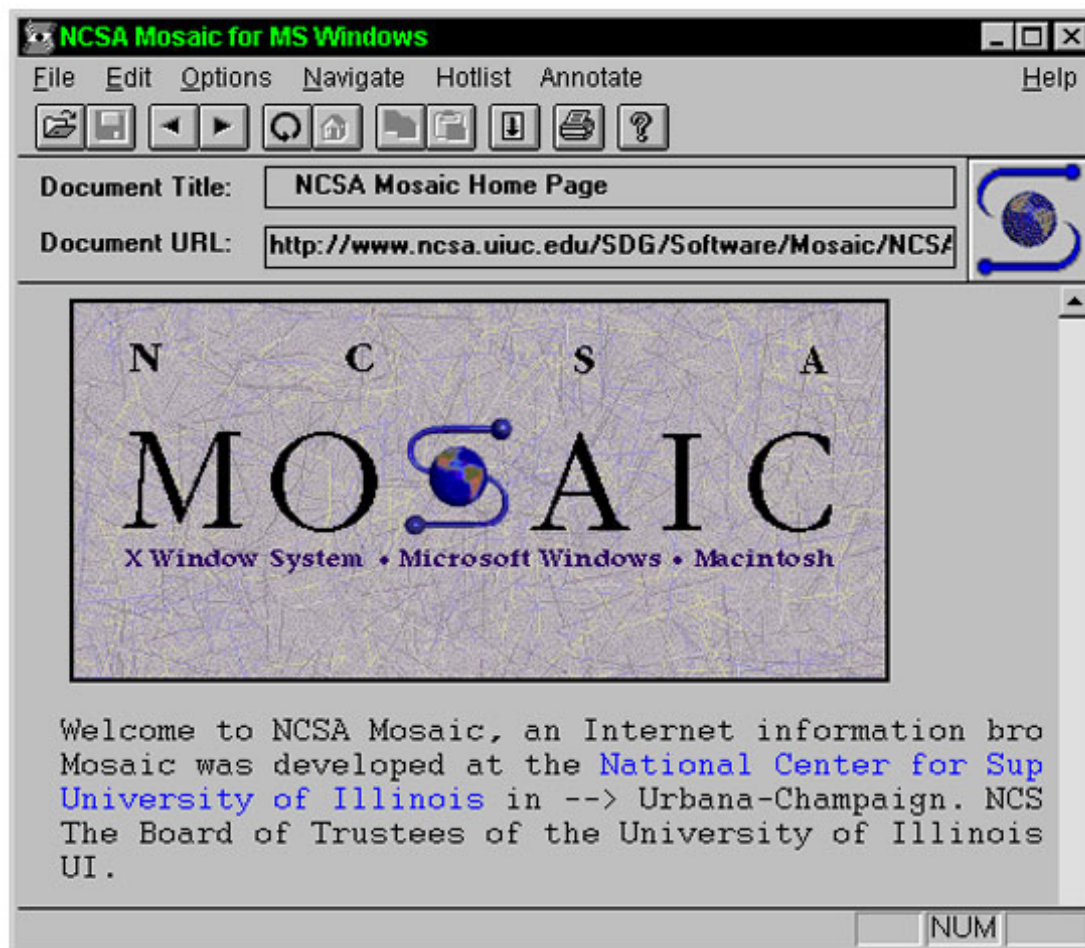 NCSA Mosaic for MS Windows
File Edit Options Navigate Hotlist Annotate Help
Document Title: NCSA Mosaic Home Page
Document URL: http://www.ncsa.uiuc.edu/SDG/Software/Mosaic/NCSA
N C S A
MOSAIC
X Window System • Microsoft Windows • Macintosh
Welcome to NCSA Mosaic, an Internet information bro
Mosaic was developed at the National Center for Sup
University of Illinois in --> Urbana-Champaign. NCS
The Board of Trustees of the University of Illinois
UI.
NUM